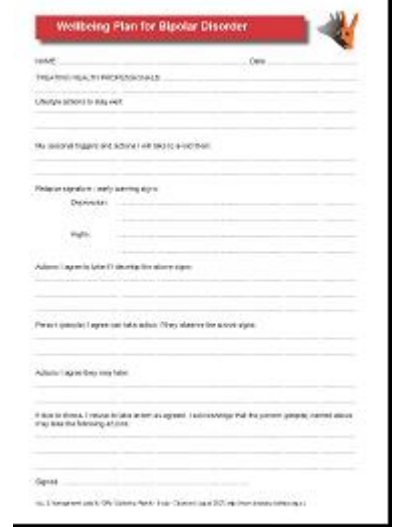 Wellbeing Plan for Bipolar Disorder
NAME: Date
TREATING HEALTH PROFESSIONALS
Lifestyle actions to stay well:
My personal triggers and actions I will take to avoid them:
Relapse signature / early warning signs:
Depression:
Highs:
Actions I agree to take if I develop the above signs:
Person (people) I agree can take action if they observe the above signs:
Actions I agree they may take:
If due to illness, I refuse to take action as agreed, I acknowledge that the person (people) named above
may take the following actions:
Signed